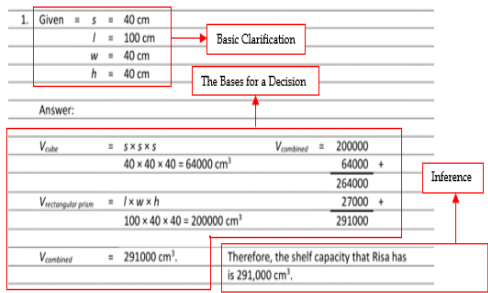 1. Given = s = 40 cm
l = 100 cm
w = 40 cm
h = 40 cm
Basic Clarification
The Bases for a Decision
Answer:
Vcube = s x s x s
40 × 40 × 40 = 64000 cm³
Vrectangular prism = l x w x h
100 × 40 × 40 = 200000 cm³
Vcombined = 291000 cm³.
Vcombined = 200000
64000 +
264000
27000 +
291000
Inference
Therefore, the shelf capacity that Risa has
is 291,000 cm³.